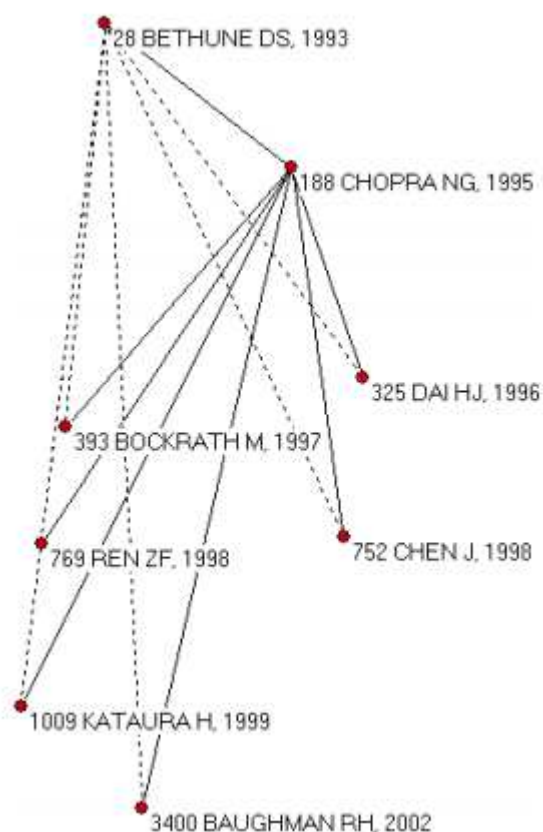 28 BETHUNE DS, 1993
188 CHOPRA NG, 1995
325 DAI HJ, 1996
393 BOCKRATH M, 1997
752 CHEN J, 1998
769 REN ZF, 1998
1009 KATAURA H, 1999
3400 BAUGHMAN RH, 2002